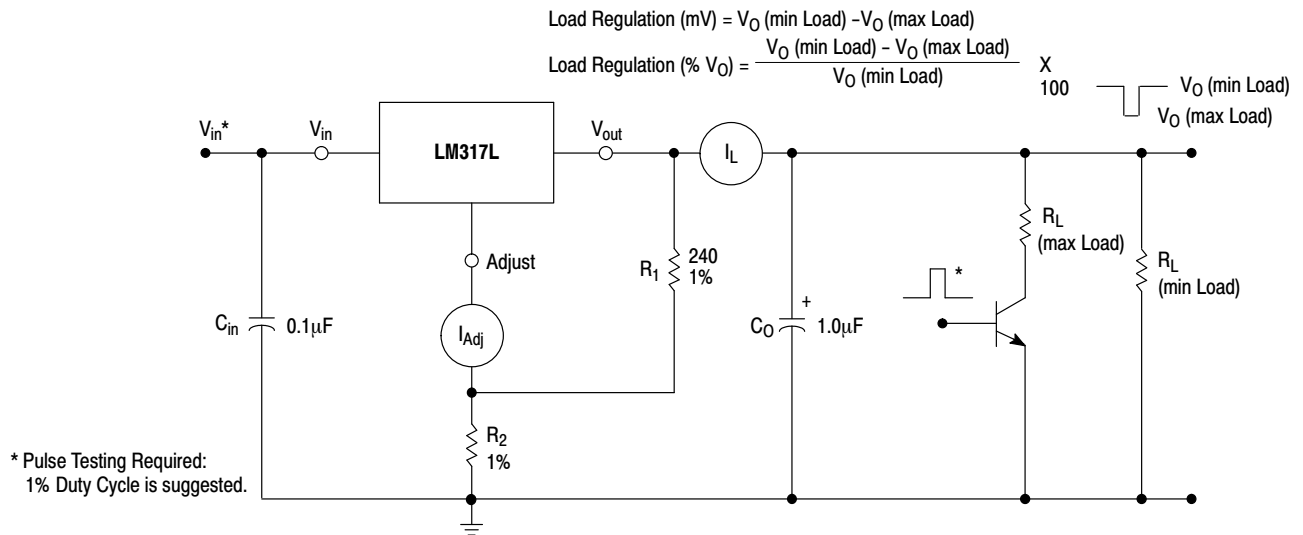 Load Regulation (mV) = VO (min Load) –VO (max Load)
Load Regulation (% VO) = VO (min Load) – VO (max Load)
VO (min Load)
X
100
VO (min Load)
VO (max Load)
Vin*
Vin
LM317L
Vout
IL
Adjust
R1
240
1%
RL
(max Load)
RL
(min Load)
*
Cin
0.1µF
IAdj
+
CO
1.0µF
R2
1%
* Pulse Testing Required:
1% Duty Cycle is suggested.